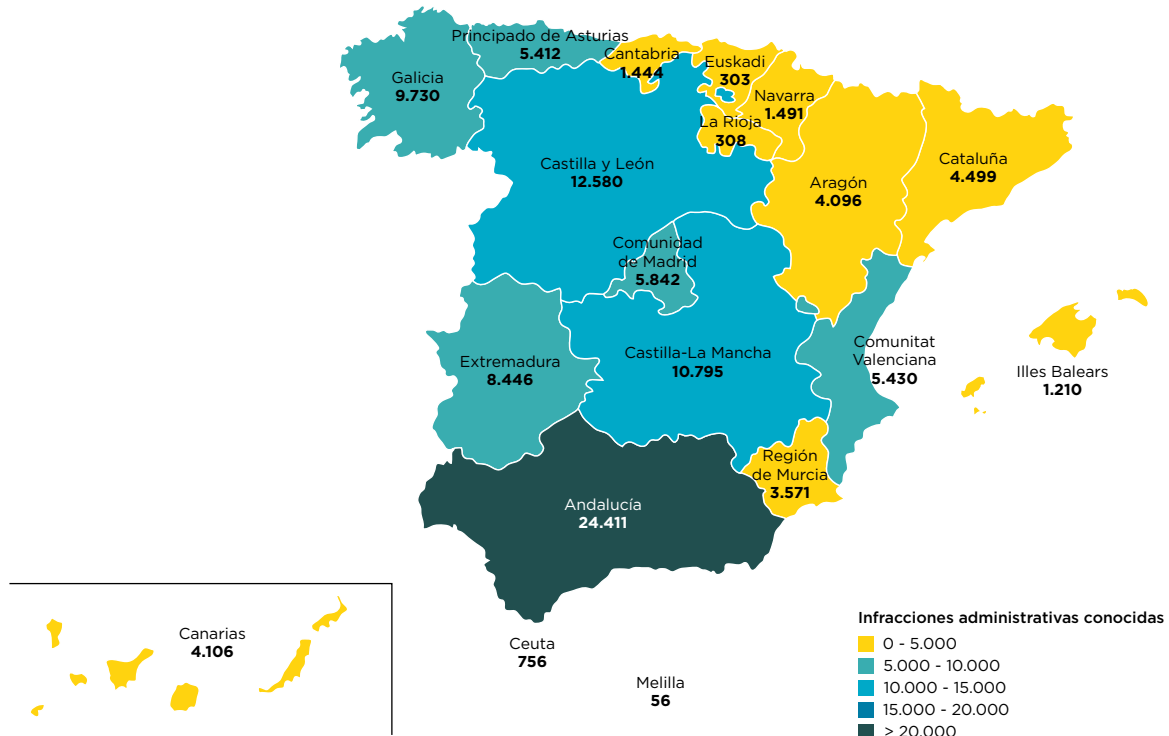 Principado de Asturias
5.412
Cantabria
1.444
Euskadi
303
Galicia
9.730
Navarra
1.491
La Rioja
308
Castilla y León
12.580
Aragón
4.096
Cataluña
4.499
Comunidad
de Madrid
5.842
Extremadura
8.446
Castilla-La Mancha
10.795
Comunitat
Valenciana
5.430
Illes Balears
1.210
Región
de Murcia
3.571
Andalucía
24.411
Canarias
4.106
Ceuta
756
Melilla
56
Infracciones administrativas conocidas
0 - 5.000
5.000 - 10.000
10.000 - 15.000
15.000 - 20.000
> 20.000